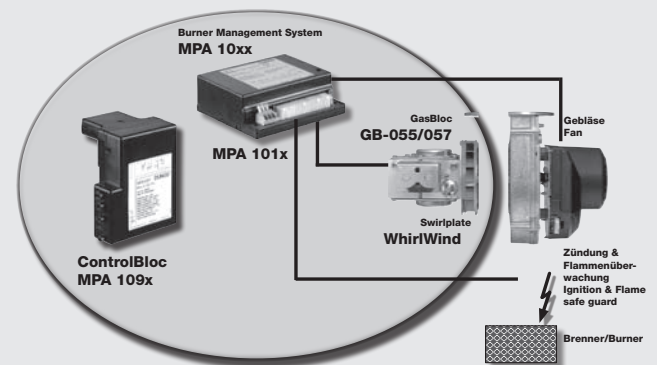 Burner Management System
MPA 10xx
MPA 101x
GasBloc
GB-055/057
Gebläse
Fan
Swirlplate
WhirlWind
ControlBloc
MPA 109x
Zündung &
Flammenüber-
wachung
Ignition & Flame
safe guard
Brenner/Burner